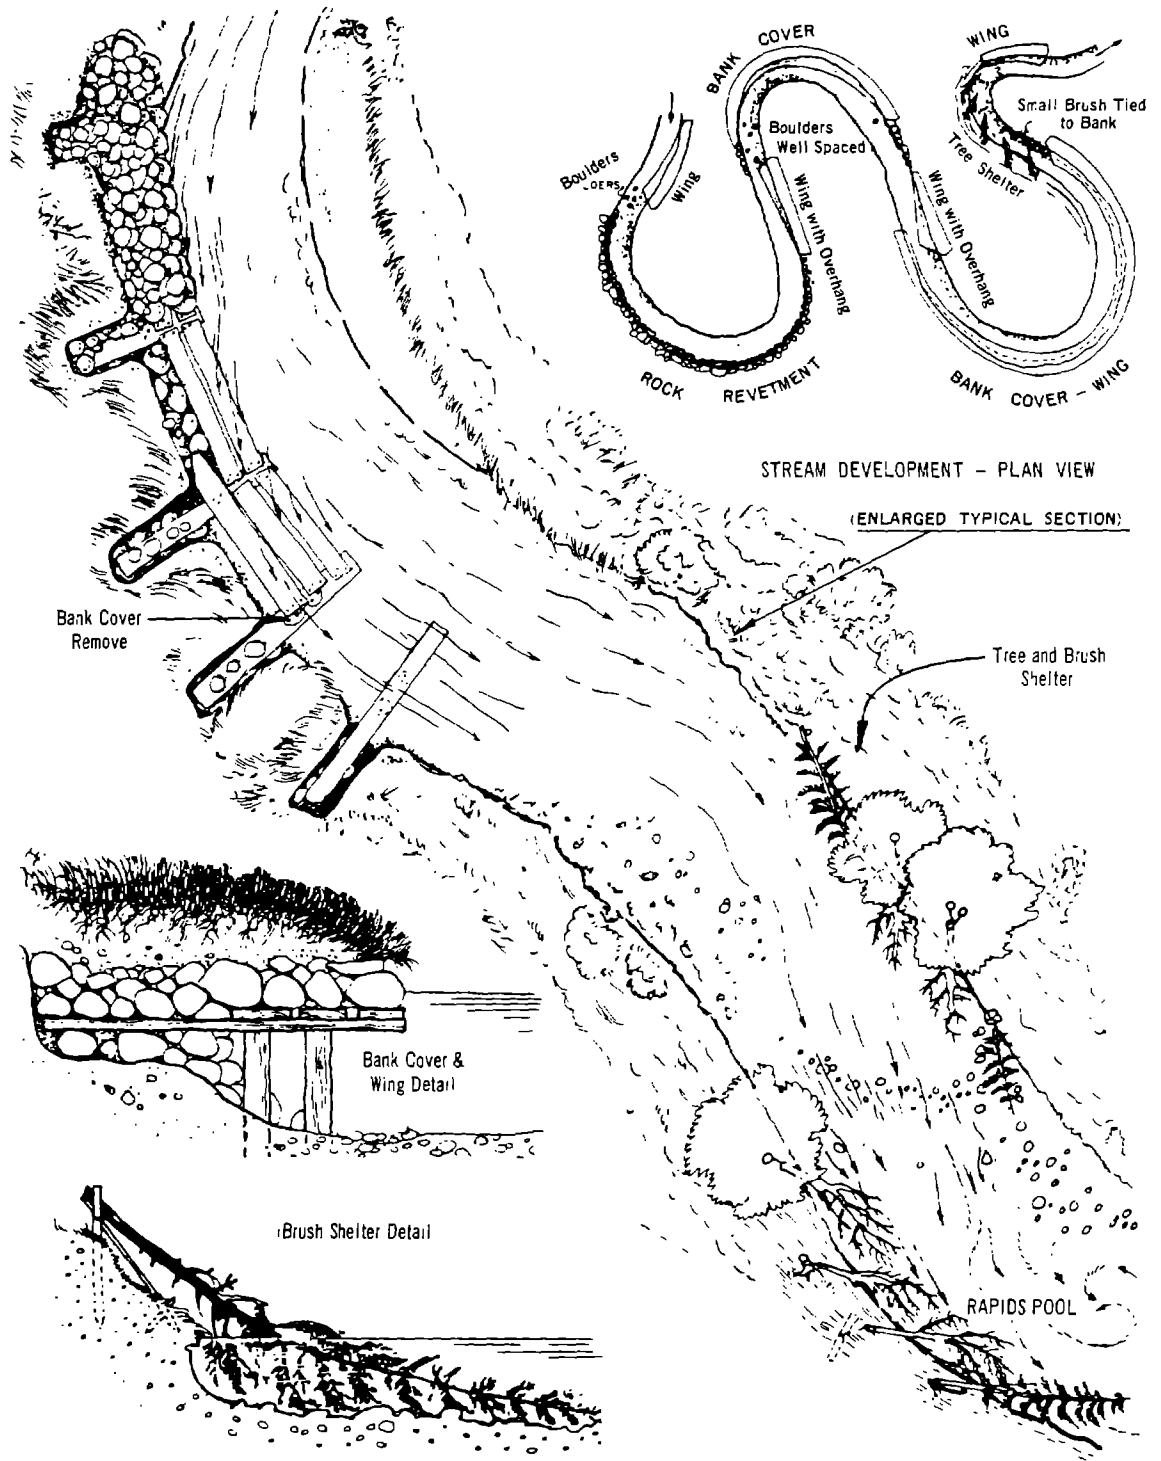 BANK COVER
WING
Small Brush Tied
to Bank
Boulders
Well Spaced
Boulders
Wing
Tree Shelter
Wing with Overhang
Wing with Overhang
ROCK REVETMENT
BANK COVER - WING
STREAM DEVELOPMENT - PLAN VIEW
(ENLARGED TYPICAL SECTION)
Bank Cover
Remove
Tree and Brush
Shelter
Bank Cover &
Wing Detail
Brush Shelter Detail
RAPIDS POOL